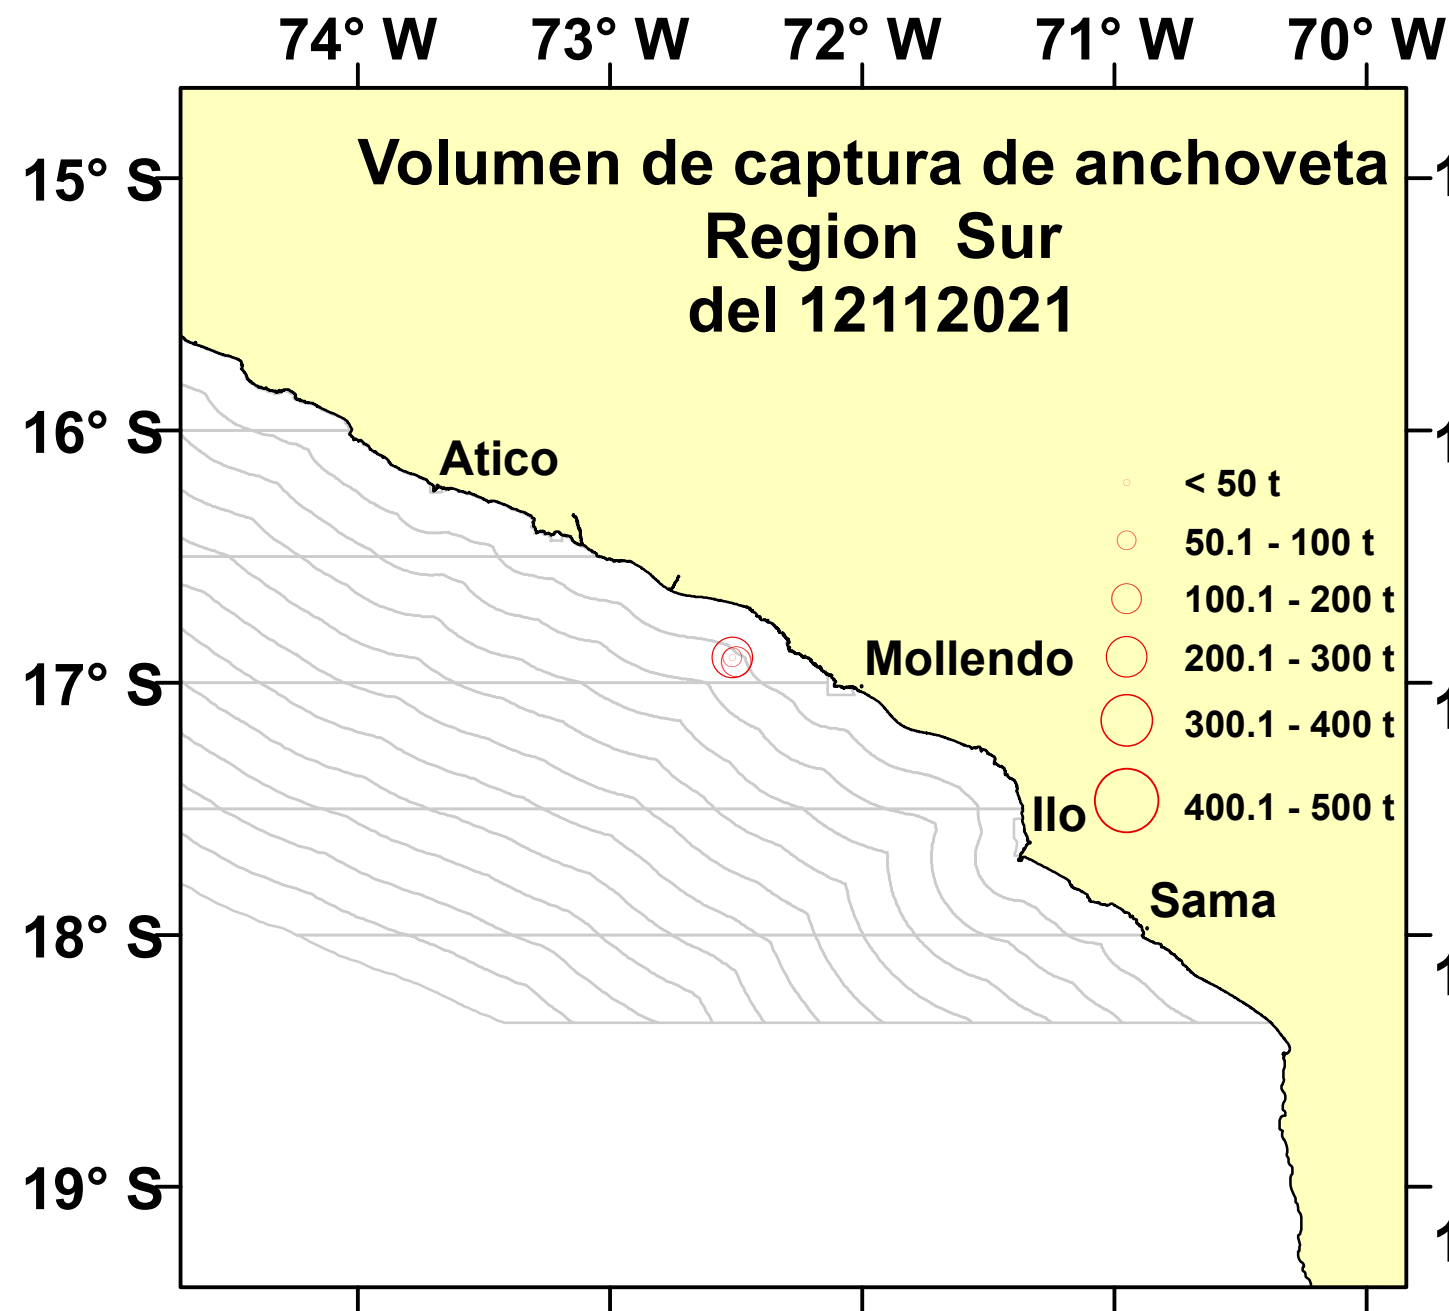 74° W 73° W 72° W 71° W 70° W
Volumen de captura de anchoveta
Region Sur
del 12112021
15° S
16° S
17° S
18° S
19° S
Atico
Mollendo
Ilo
Sama
< 50 t
50.1 - 100 t
100.1 - 200 t
200.1 - 300 t
300.1 - 400 t
400.1 - 500 t